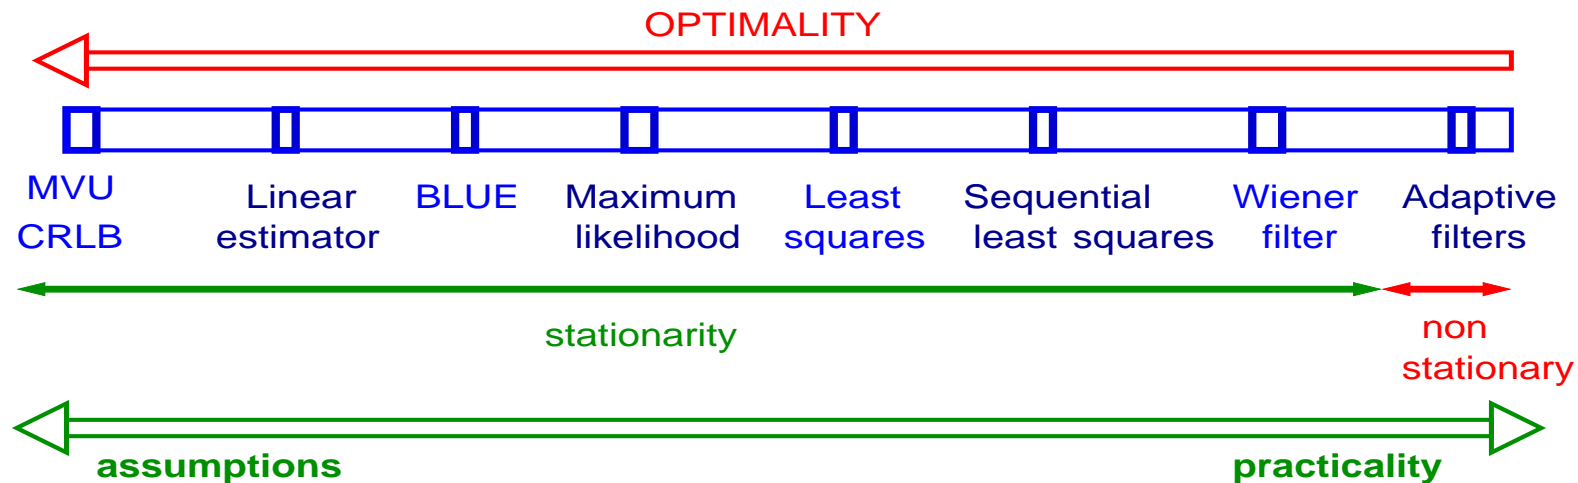 OPTIMALITY
MVU
CRLB
Linear
estimator
BLUE
Maximum
likelihood
Least
squares
Sequential
least squares
Wiener
filter
Adaptive
filters
stationarity
non
stationary
assumptions
practicality